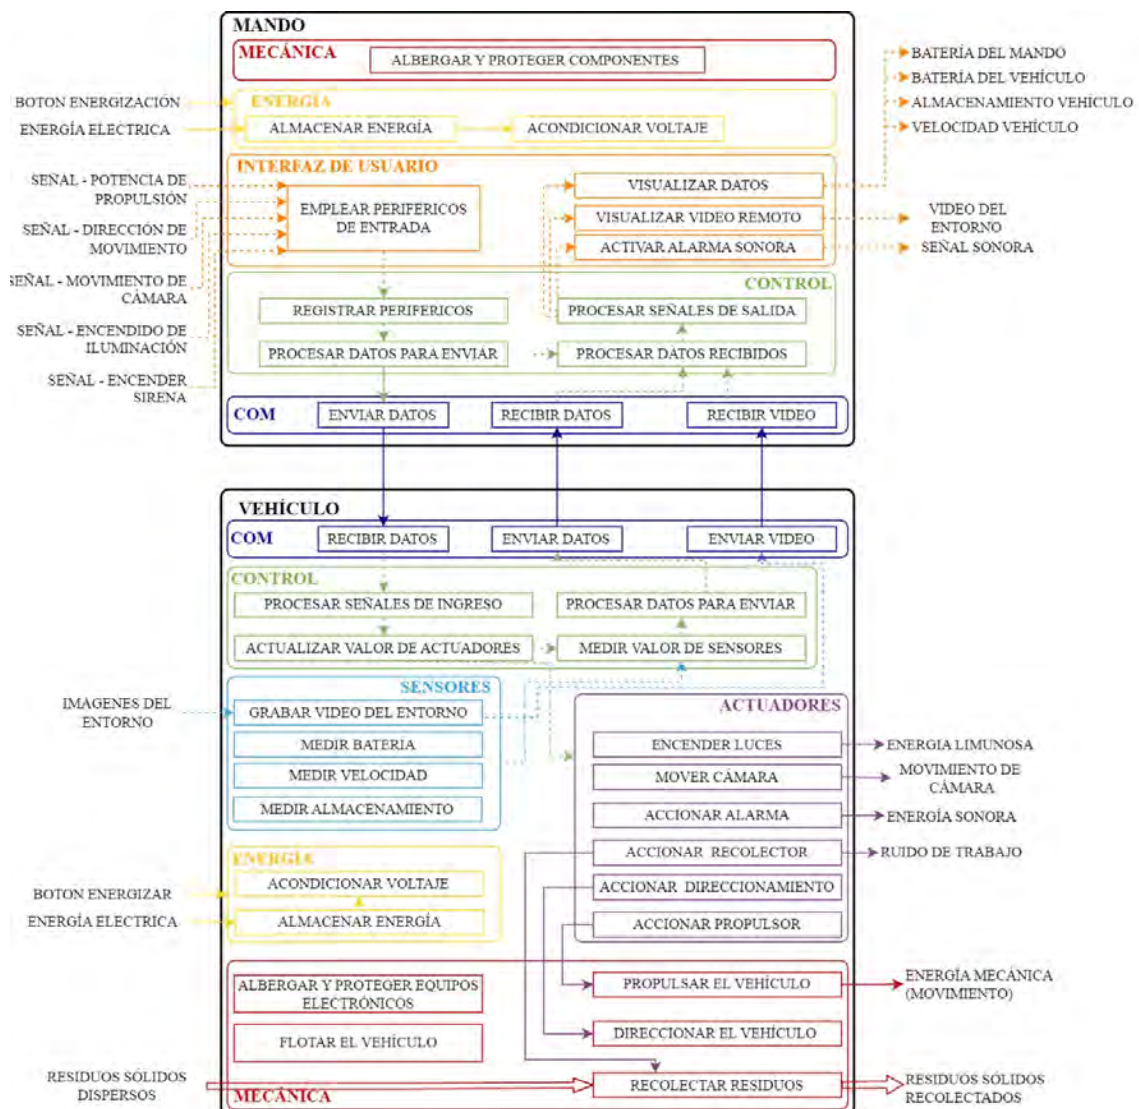 MANDO
MECÁNICA
ALBERGAR Y PROTEGER COMPONENTES
BATERÍA DEL MANDO
BATERÍA DEL VEHÍCULO
ALMACENAMIENTO VEHÍCULO
VELOCIDAD VEHÍCULO
BOTON ENERGIZACIÓN
ENERGÍA ELECTRICA
ENERGÍA
ALMACENAR ENERGÍA
ACONDICIONAR VOLTAJE
INTERFAZ DE USUARIO
SEÑAL - POTENCIA DE
PROPULSIÓN
SEÑAL - DIRECCIÓN DE
MOVIMIENTO
SEÑAL - MOVIMIENTO DE
CÁMARA
SEÑAL - ENCENDIDO DE
ILUMINACIÓN
SEÑAL - ENCENDER
SIRENA
EMPLEAR PERIFERICOS
DE ENTRADA
VISUALIZAR DATOS
VISUALIZAR VIDEO REMOTO
ACTIVAR ALARMA SONORA
VIDEO DEL
ENTORNO
SEÑAL SONORA
CONTROL
REGISTRAR PERIFERICOS
PROCESAR SEÑALES DE SALIDA
PROCESAR DATOS PARA ENVIAR
PROCESAR DATOS RECIBIDOS
COM
ENVIAR DATOS
RECIBIR DATOS
RECIBIR VIDEO
VEHÍCULO
COM
RECIBIR DATOS
ENVIAR DATOS
ENVIAR VIDEO
CONTROL
PROCESAR SEÑALES DE INGRESO
PROCESAR DATOS PARA ENVIAR
ACTUALIZAR VALOR DE ACTUADORES
MEDIR VALOR DE SENSORES
SENSORES
IMAGENES DEL
ENTORNO
GRABAR VIDEO DEL ENTORNO
MEDIR BATERIA
MEDIR VELOCIDAD
MEDIR ALMACENAMIENTO
ACTUADORES
ENCENDER LUCES
MOVER CÁMARA
ACCIONAR ALARMA
ACCIONAR RECOLECTOR
ACCIONAR DIRECCIONAMIENTO
ACCIONAR PROPULSOR
ENERGIA LIMUNOSA
MOVIMIENTO DE
CÁMARA
ENERGÍA SONORA
RUIDO DE TRABAJO
ENERGÍA
BOTON ENERGIZAR
ENERGÍA ELECTRICA
ACONDICIONAR VOLTAJE
ALMACENAR ENERGÍA
ALBERGAR Y PROTEGER EQUIPOS
ELECTRÓNICOS
FLOTAR EL VEHÍCULO
PROPULSAR EL VEHÍCULO
DIRECCIONAR EL VEHÍCULO
RECOLECTAR RESIDUOS
ENERGÍA MECÁNICA
(MOVIMIENTO)
RESIDUOS SÓLIDOS
DISPERSOS
MECÁNICA
RESIDUOS SÓLIDOS
RECOLECTADOS